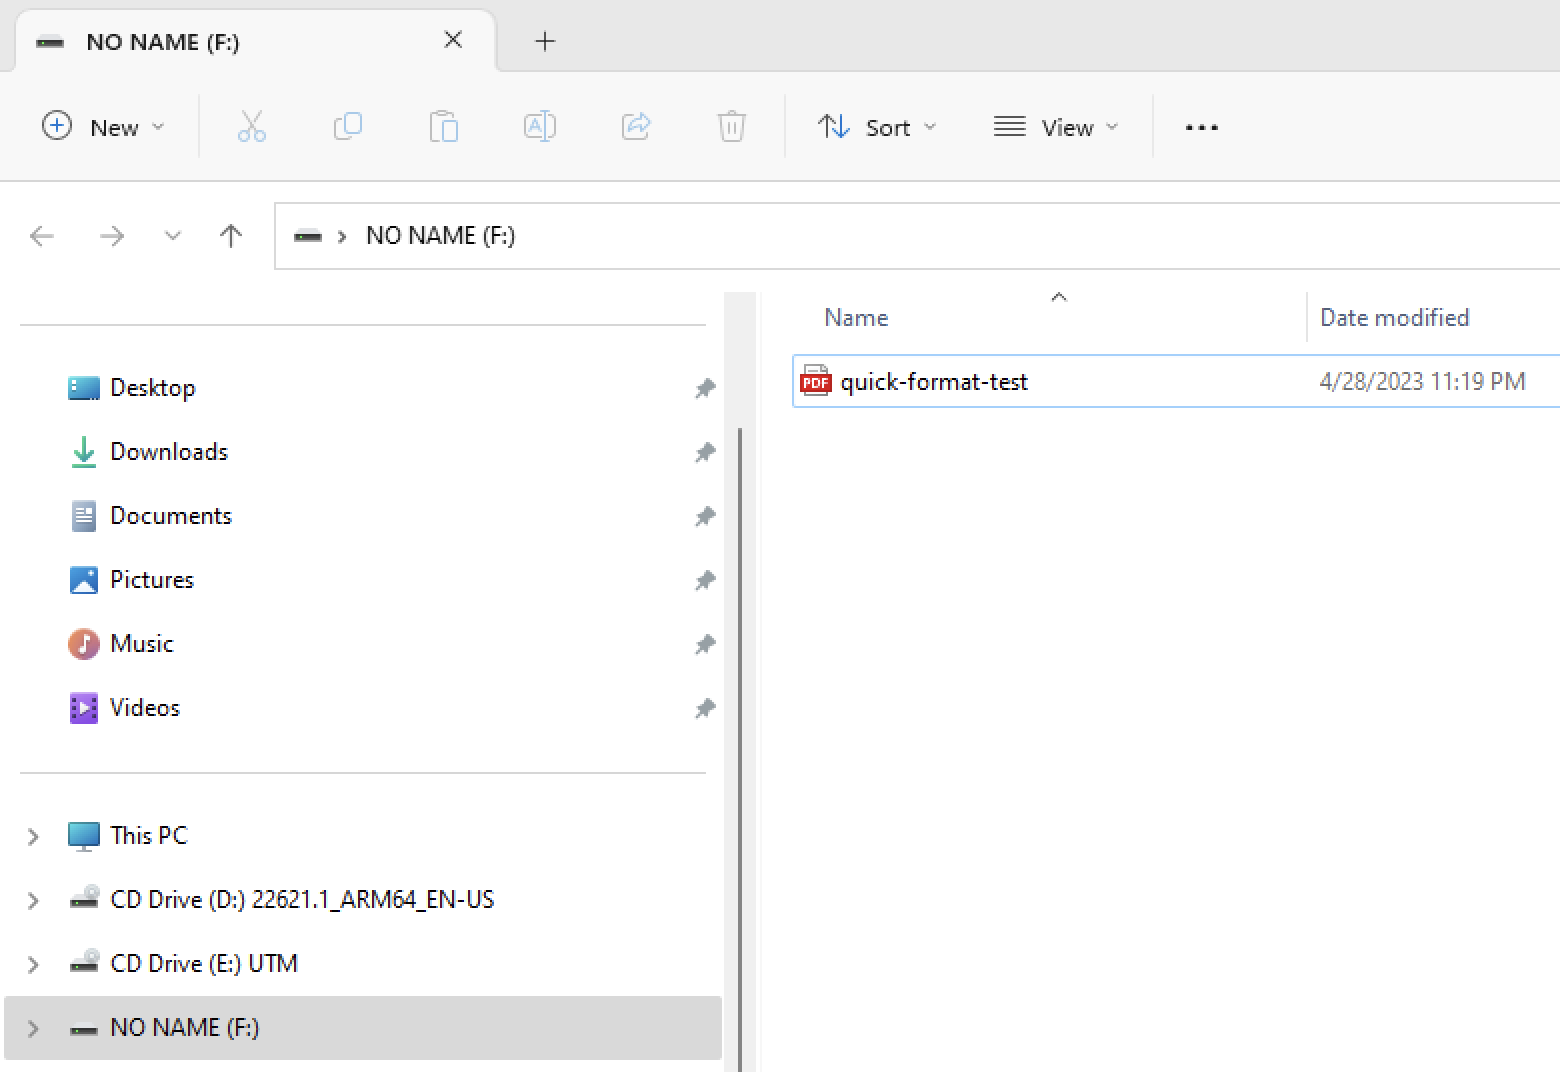 NO NAME (F:)
New
Sort
View
NO NAME (F:)
Name
Date modified
PDF
quick-format-test
4/28/2023 11:19 PM
Desktop
Downloads
Documents
Pictures
Music
Videos
This PC
CD Drive (D:) 22621.1_ARM64_EN-US
CD Drive (E:) UTM
NO NAME (F:)